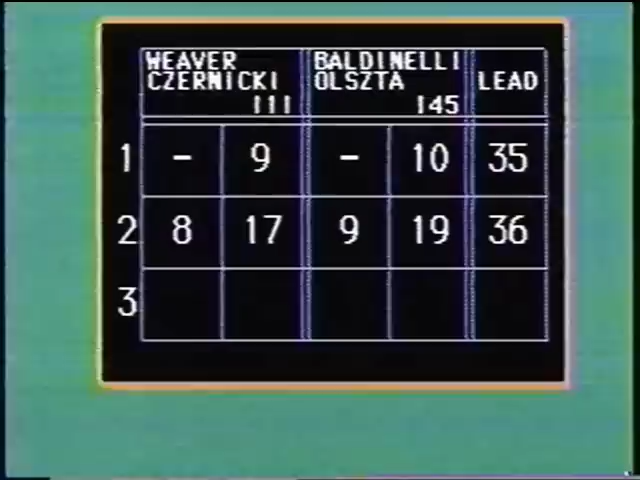 WEAVER
CZERNICKI
111
BALDINELLI
OLSZTA
145
LEAD
1 - 9 - 10 35
2 8 17 9 19 36
3